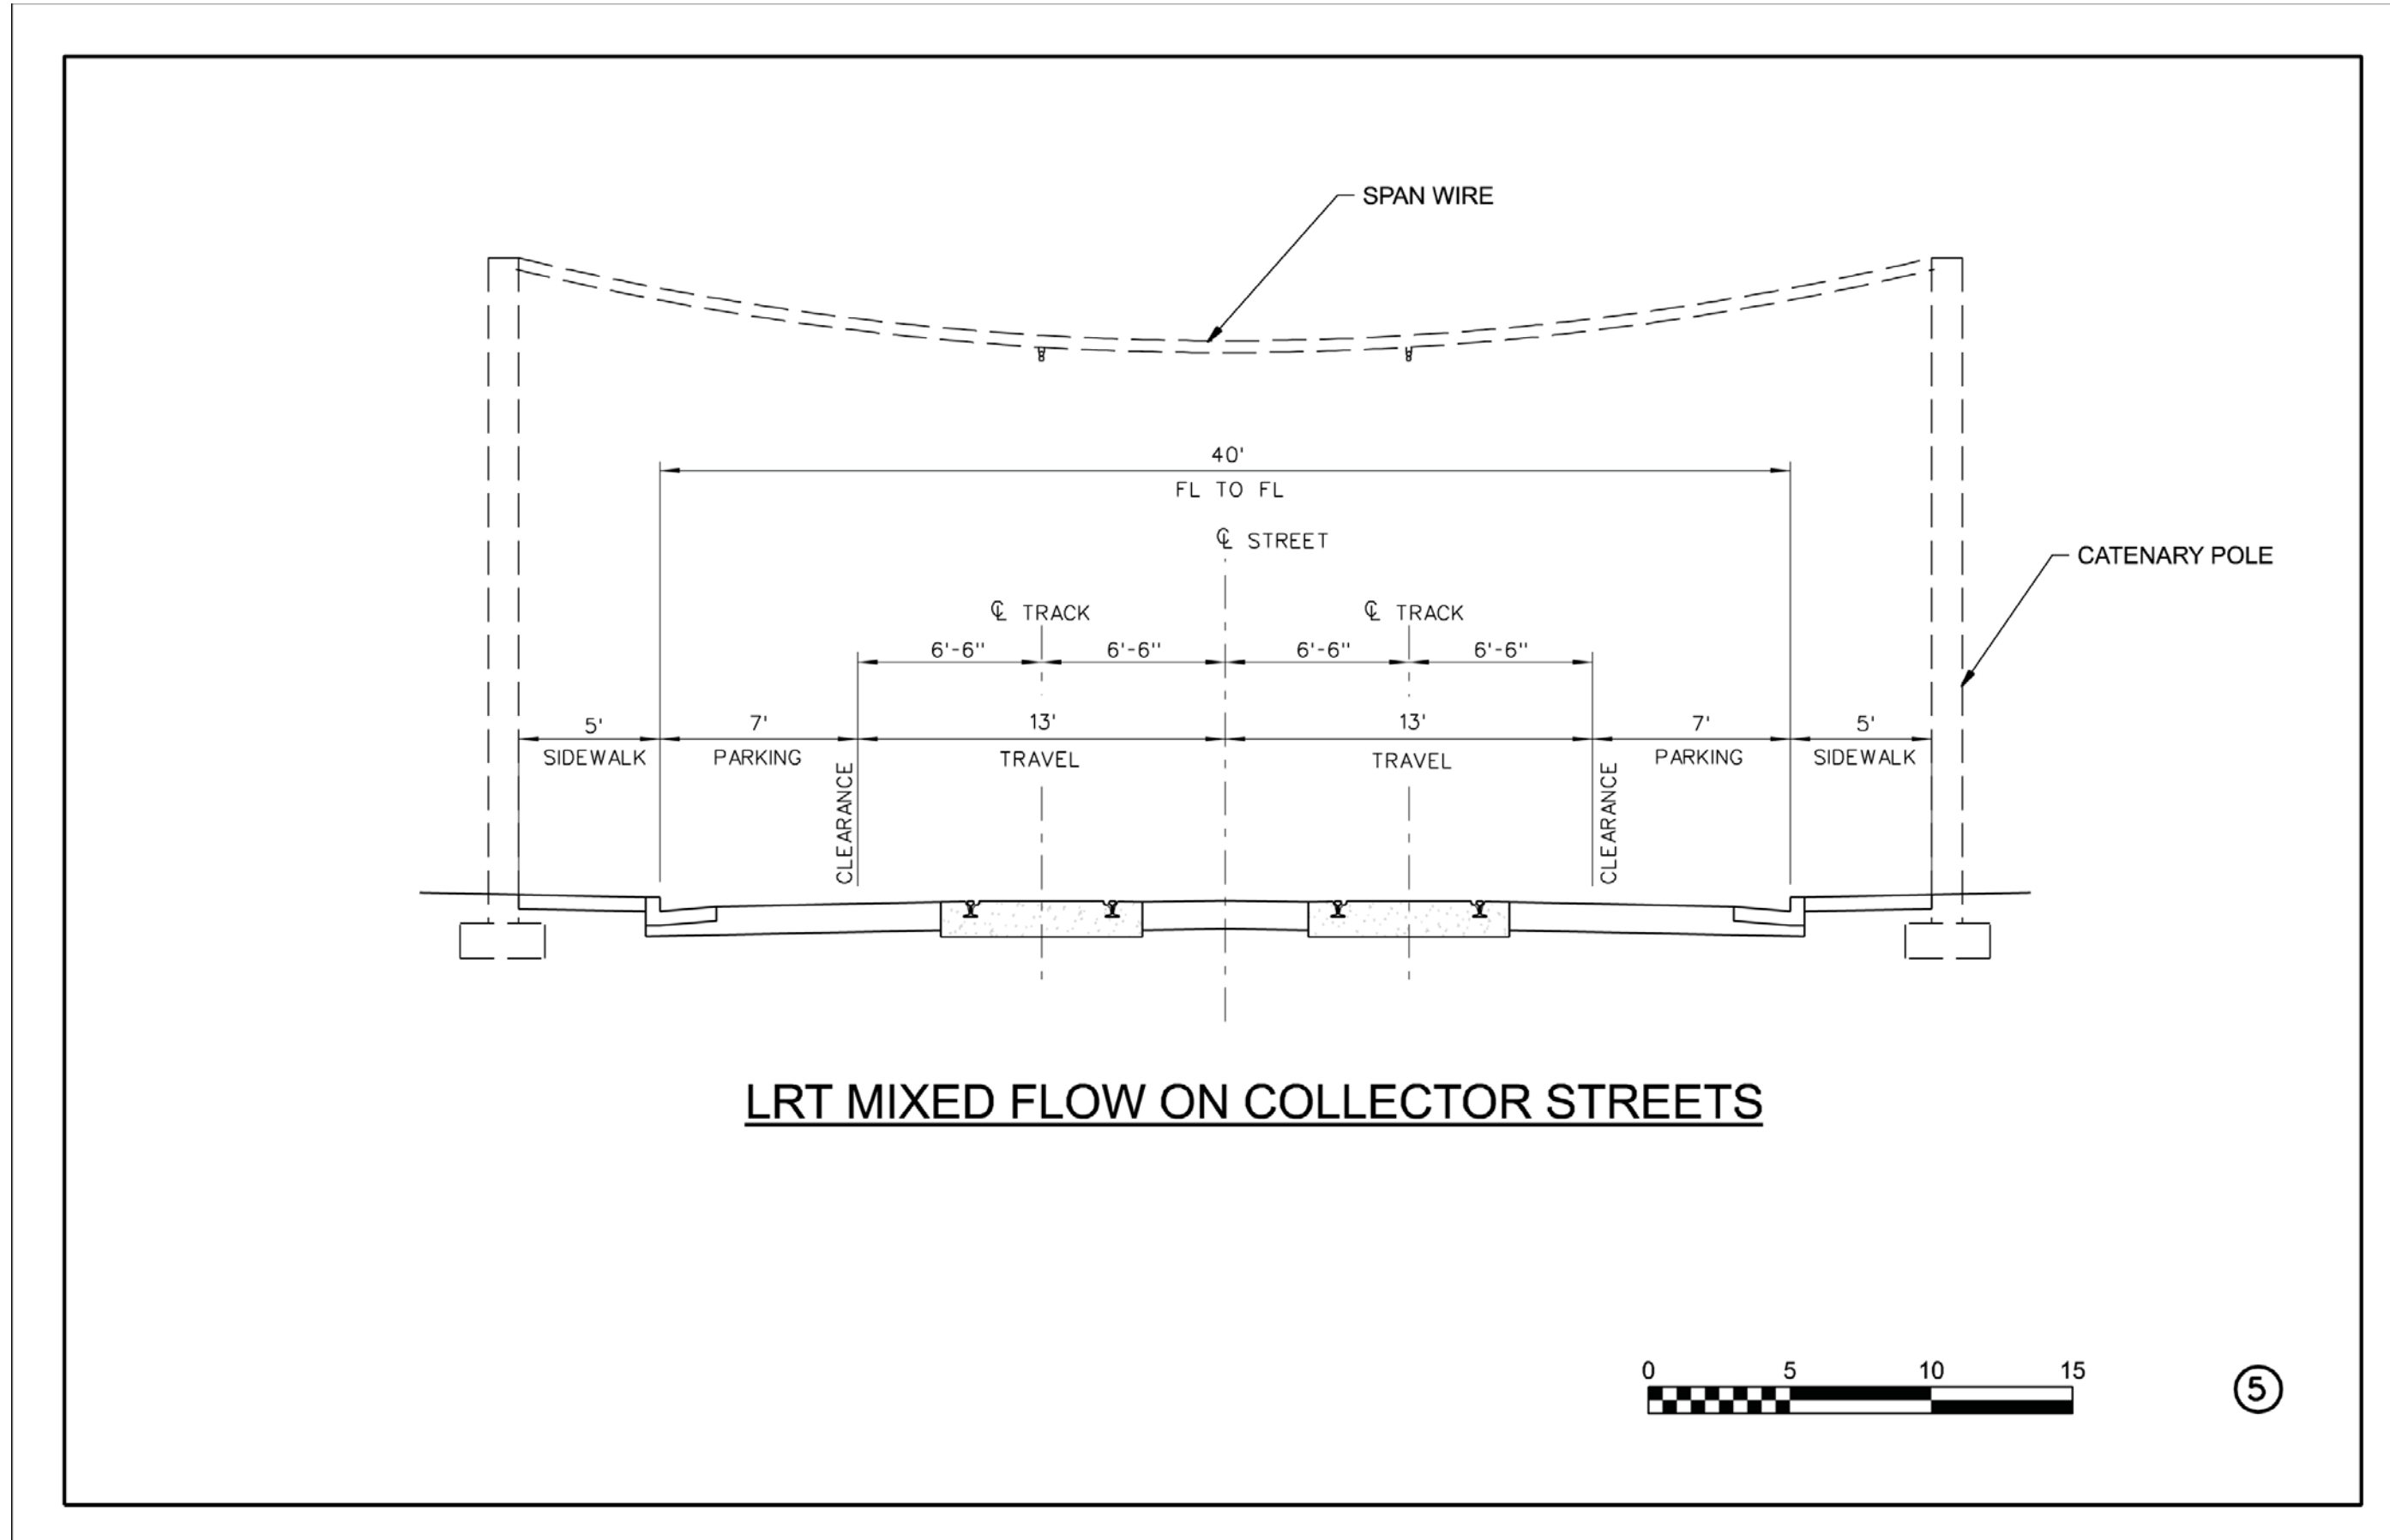 SPAN WIRE
40'
FL TO FL
℄ STREET
CATENARY POLE
℄ TRACK
℄ TRACK
6'-6"
6'-6"
6'-6"
6'-6"
5'
7'
13'
13'
7'
5'
SIDEWALK
PARKING
TRAVEL
TRAVEL
PARKING
SIDEWALK
CLEARANCE
CLEARANCE
LRT MIXED FLOW ON COLLECTOR STREETS
0 5 10 15
5